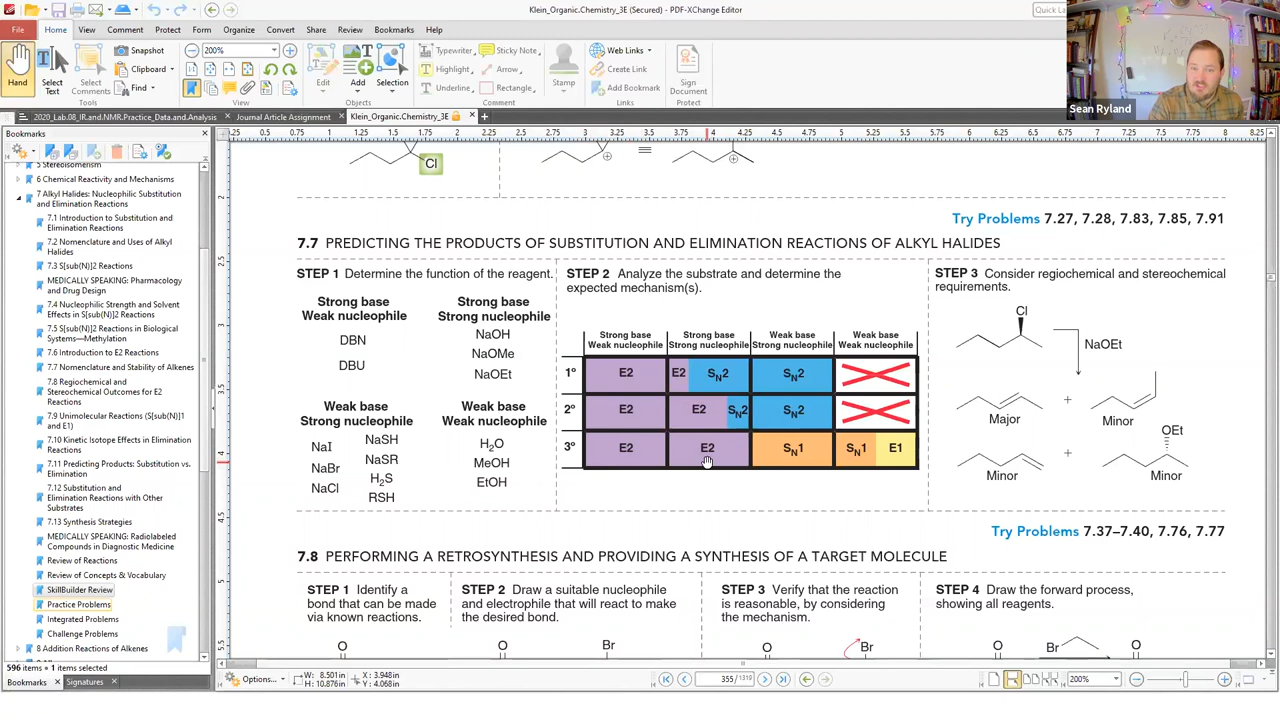 Klein_Organic.Chemistry_3E (Secured) - PDF-XChange Editor
Quick La
File Home View Comment Protect Form Organize Convert Share Review Bookmarks Help
Hand
Select Text
Select Comments
Snapshot
Clipboard
Find
Tools
200%
View
Edit
Add
Selection
Objects
Typewriter
Sticky Note
Highlight
Arrow
Underline
Rectangle
Comment
Stamp
Web Links
Create Link
Add Bookmark
Links
Sign Document
Protect
Sean Ryland
2020_Lab.08_IR.and.NMR.Practice_Data.and.Analysis
Journal Article Assignment
Klein_Organic.Chemistry_3E
Bookmarks
5 Stereoisomerism
6 Chemical Reactivity and Mechanisms
7 Alkyl Halides: Nucleophilic Substitution
and Elimination Reactions
7.1 Introduction to Substitution and
Elimination Reactions
7.2 Nomenclature and Uses of Alkyl
Halides
7.3 S[sub(N)]2 Reactions
MEDICALLY SPEAKING: Pharmacology
and Drug Design
7.4 Nucleophilic Strength and Solvent
Effects in S[sub(N)]2 Reactions
7.5 S[sub(N)]2 Reactions in Biological
Systems—Methylation
7.6 Introduction to E2 Reactions
7.7 Nomenclature and Stability of Alkenes
7.8 Regiochemical and
Stereochemical Outcomes for E2
Reactions
7.9 Unimolecular Reactions (S[sub(N)]1
and E1)
7.10 Kinetic Isotope Effects in Elimination
Reactions
7.11 Predicting Products: Substitution vs.
Elimination
7.12 Substitution and
Elimination Reactions with Other
Substrates
7.13 Synthesis Strategies
MEDICALLY SPEAKING: Radiolabeled
Compounds in Diagnostic Medicine
Review of Reactions
Review of Concepts & Vocabulary
SkillBuilder Review
Practice Problems
Integrated Problems
Challenge Problems
8 Addition Reactions of Alkenes
596 items • 1 items selected
Bookmarks
Signatures
Cl
Try Problems 7.27, 7.28, 7.83, 7.85, 7.91
7.7 PREDICTING THE PRODUCTS OF SUBSTITUTION AND ELIMINATION REACTIONS OF ALKYL HALIDES
STEP 1 Determine the function of the reagent.
Strong base
Weak nucleophile
DBN
DBU
Strong base
Strong nucleophile
NaOH
NaOMe
NaOEt
Weak base
Strong nucleophile
NaI
NaBr
NaCl
NaSH
NaSR
H2S
RSH
Weak base
Weak nucleophile
H2O
MeOH
EtOH
STEP 2 Analyze the substrate and determine the
expected mechanism(s).
Strong base Weak nucleophile
Strong base Strong nucleophile
Weak base Strong nucleophile
Weak base Weak nucleophile
1º E2 E2 SN2 SN2
2º E2 E2 SN2 SN2
3º E2 E2 SN1 SN1 E1
STEP 3 Consider regiochemical and stereochemical
requirements.
Cl
NaOEt
+
Major
Minor
OEt
+
Minor
Minor
Try Problems 7.37–7.40, 7.76, 7.77
7.8 PERFORMING A RETROSYNTHESIS AND PROVIDING A SYNTHESIS OF A TARGET MOLECULE
STEP 1 Identify a
bond that can be made
via known reactions.
STEP 2 Draw a suitable nucleophile
and electrophile that will react to make
the desired bond.
STEP 3 Verify that the reaction
is reasonable, by considering
the mechanism.
STEP 4 Draw the forward process,
showing all reagents.
O O Br O Br O Br O
Options...
W: 8.501in
H: 10.876in
X: 3.948in
Y: 4.068in
355 / 1319
200%